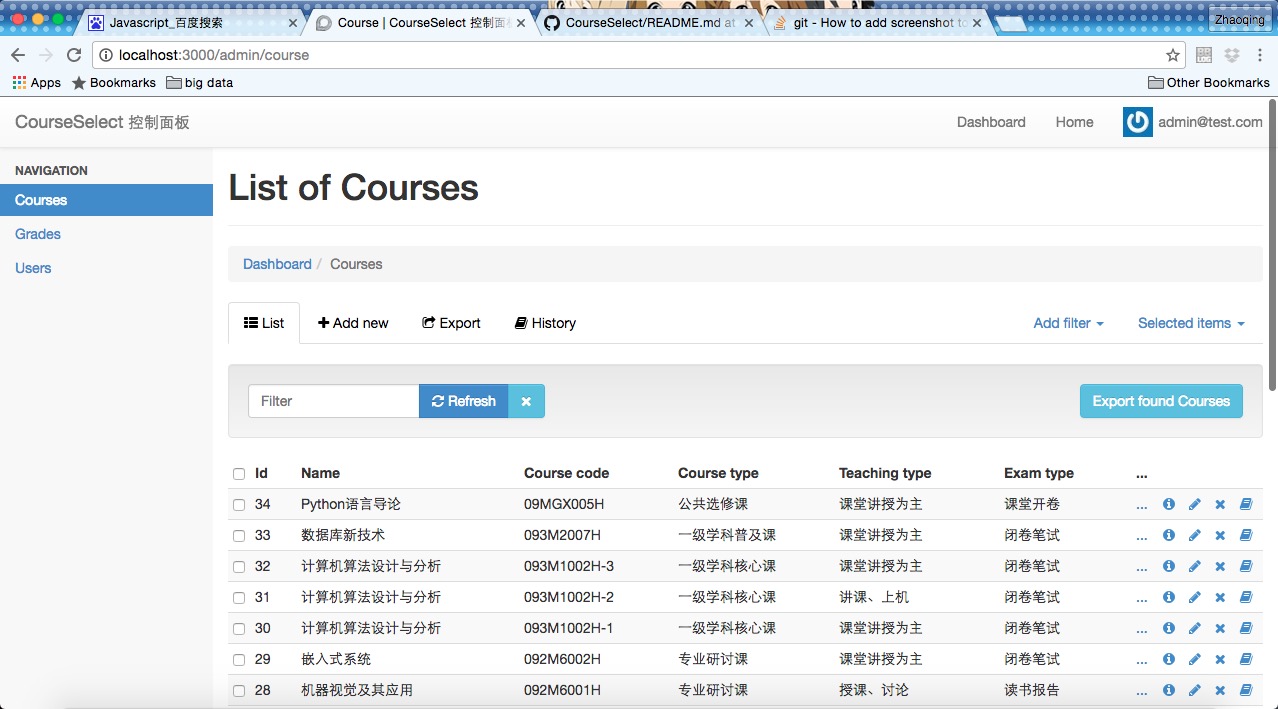 Javascript_百度搜索
Course | CourseSelect 控制面
CourseSelect/README.md at
git - How to add screenshot to
Zhaoqing
localhost:3000/admin/course
Apps Bookmarks big data Other Bookmarks
CourseSelect 控制面板 Dashboard Home admin@test.com
NAVIGATION
Courses
Grades
Users
List of Courses
Dashboard / Courses
List Add new Export History Add filter Selected items
Filter Refresh Export found Courses
Id Name Course code Course type Teaching type Exam type ...
34 Python语言导论 09MGX005H 公共选修课 课堂讲授为主 课堂开卷 ...
33 数据库新技术 093M2007H 一级学科普及课 课堂讲授为主 闭卷笔试 ...
32 计算机算法设计与分析 093M1002H-3 一级学科核心课 课堂讲授为主 闭卷笔试 ...
31 计算机算法设计与分析 093M1002H-2 一级学科核心课 讲课、上机 闭卷笔试 ...
30 计算机算法设计与分析 093M1002H-1 一级学科核心课 课堂讲授为主 闭卷笔试 ...
29 嵌入式系统 092M6002H 专业研讨课 课堂讲授为主 闭卷笔试 ...
28 机器视觉及其应用 092M6001H 专业研讨课 授课、讨论 读书报告 ...